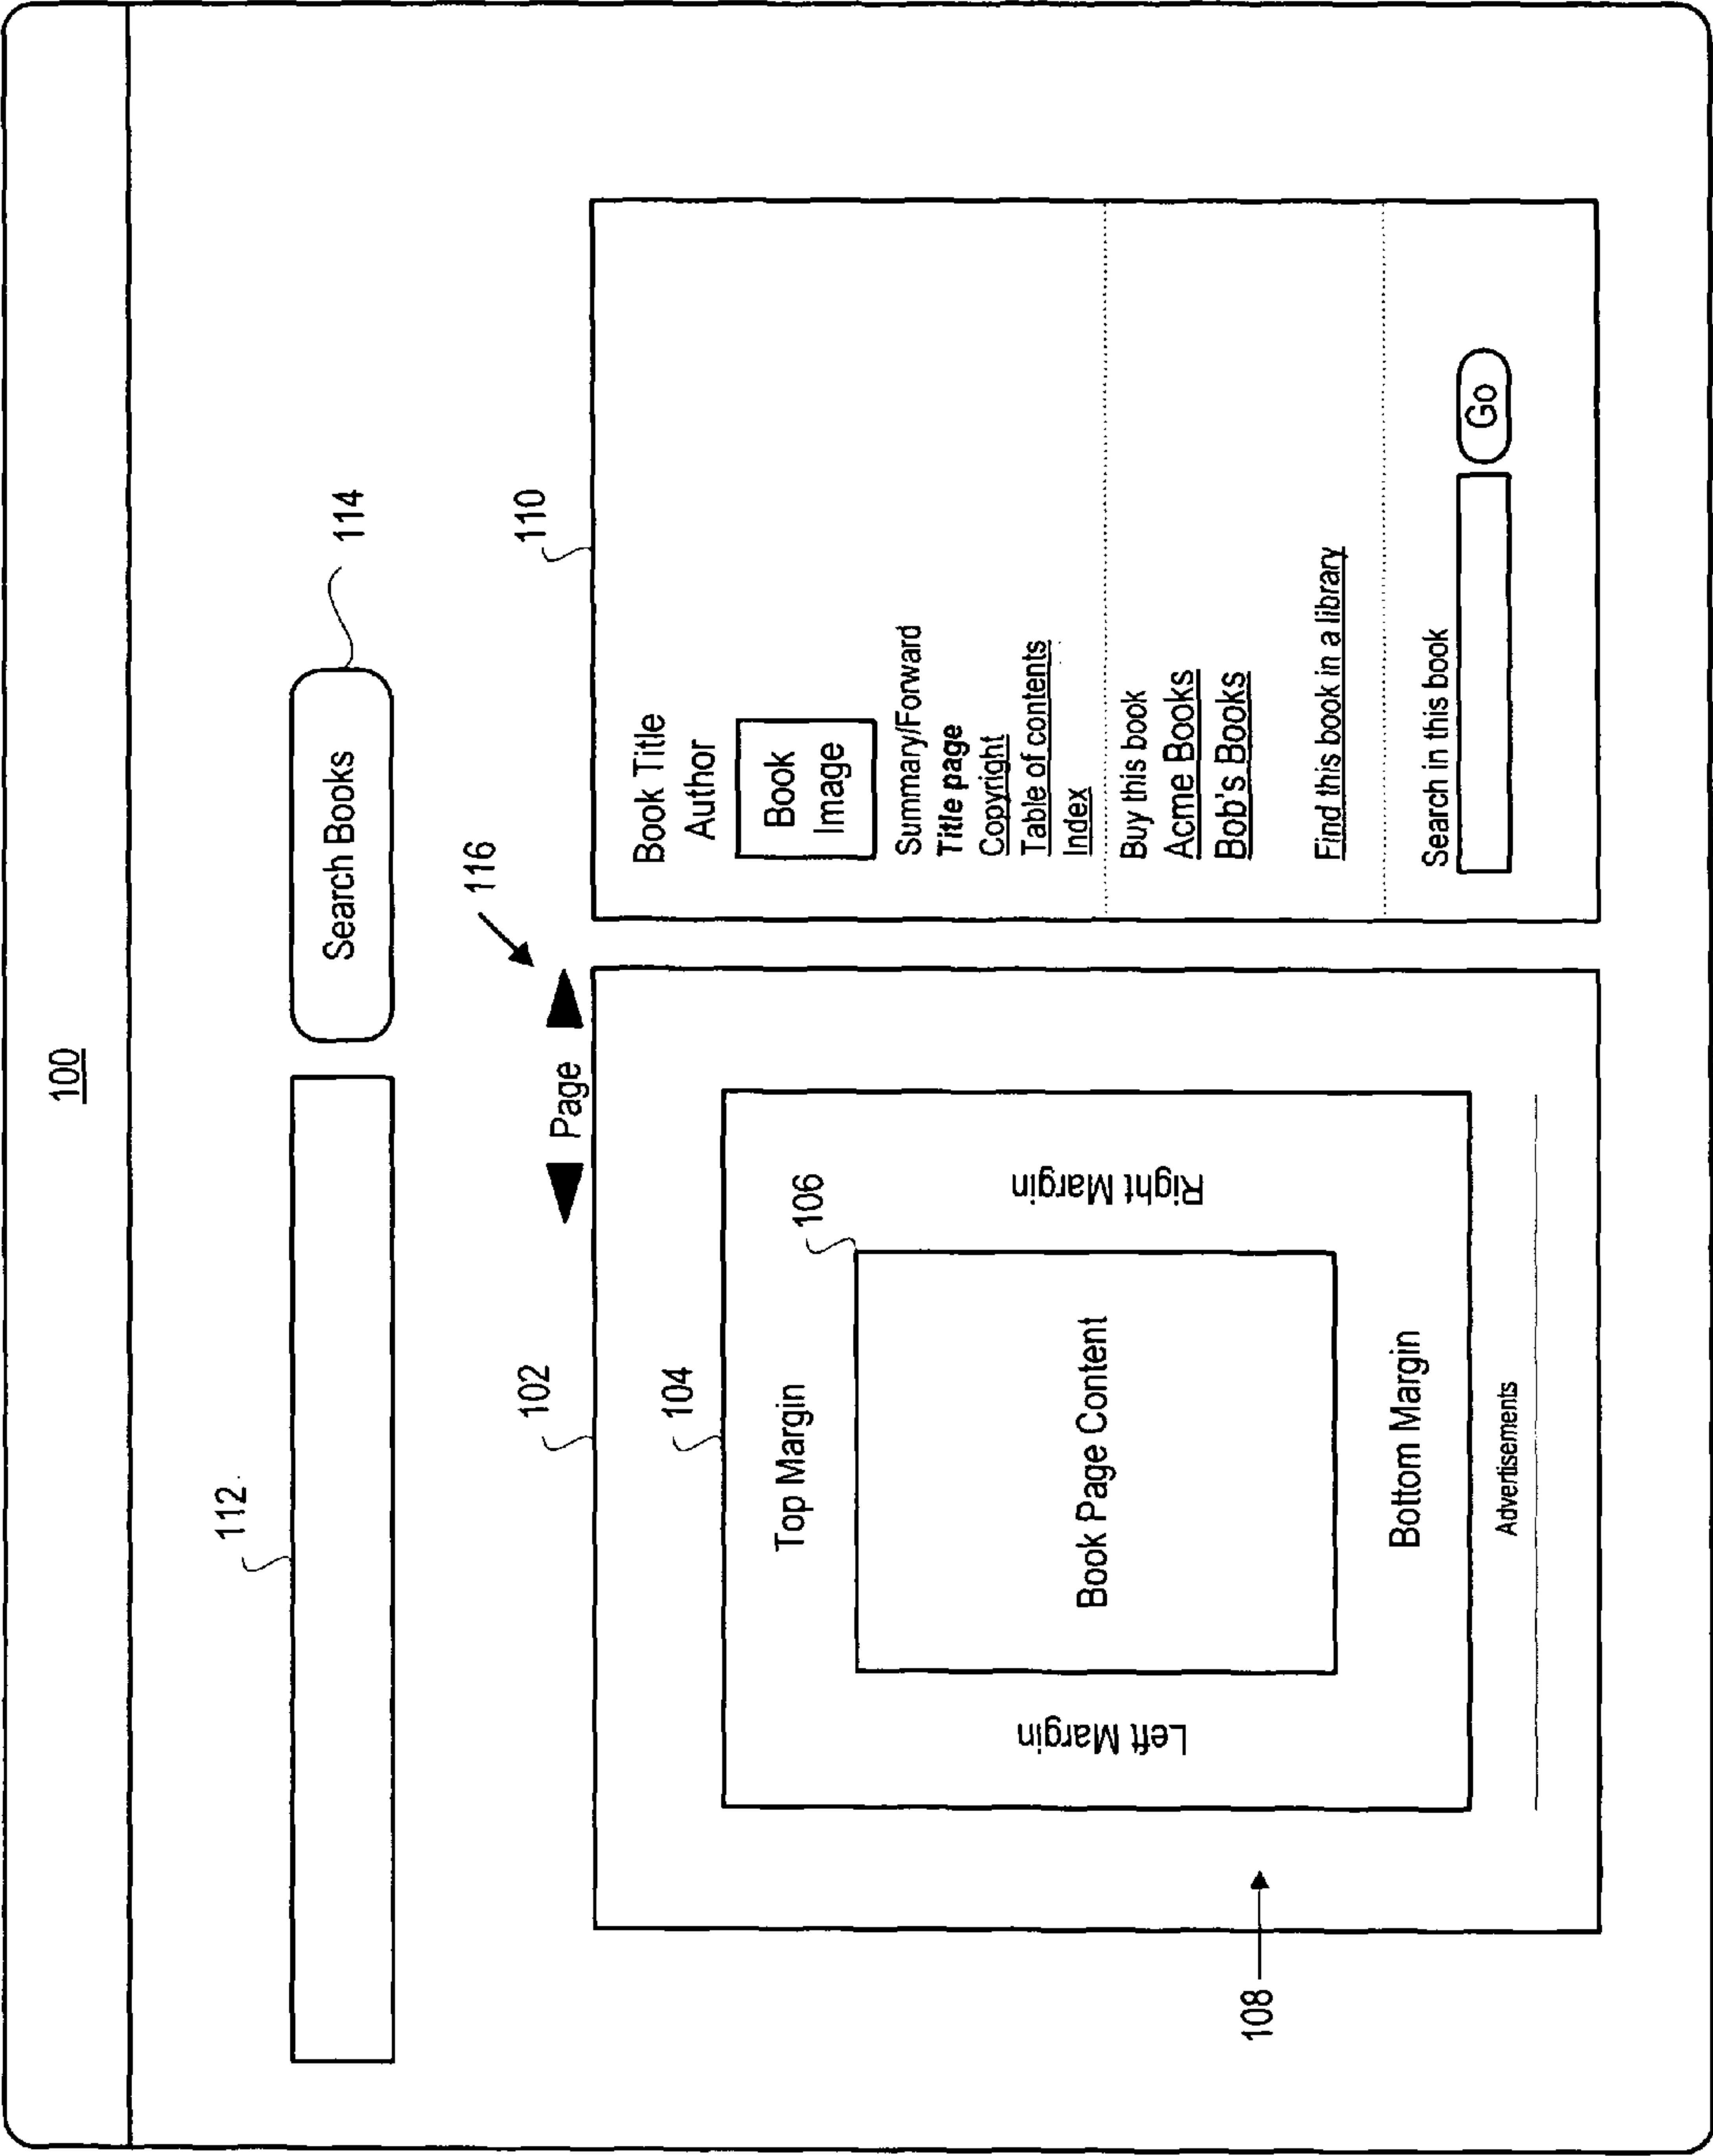 100
112
Search Books
114
116
102
Page
104
Top Margin
106
Left Margin
Book Page Content
Right Margin
Bottom Margin
Advertisements
108
110
Book Title
Author
Book
Image
Summary/Forward
Title page
Copyright
Table of contents
Index
Buy this book
Acme Books
Bob's Books
Find this book in a library
Search in this book
Go